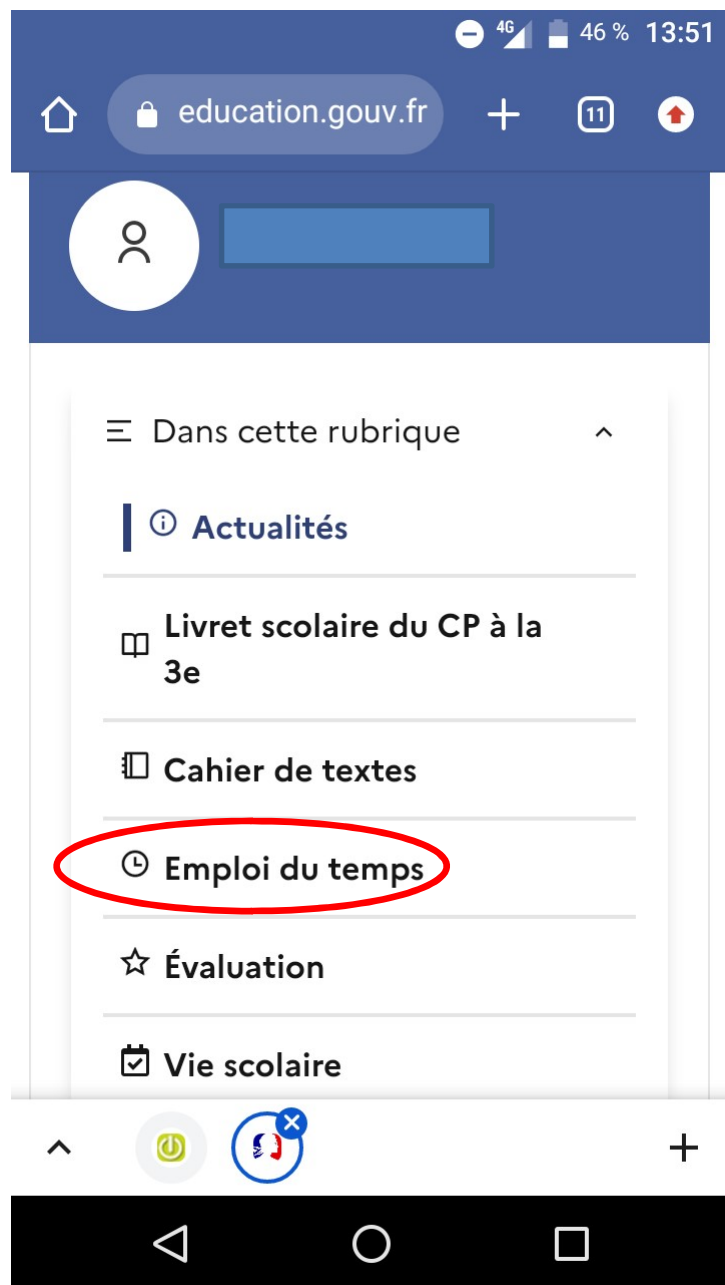 4G 46 % 13:51
education.gouv.fr 11
Dans cette rubrique
Actualités
Livret scolaire du CP à la
3e
Cahier de textes
Emploi du temps
Évaluation
Vie scolaire